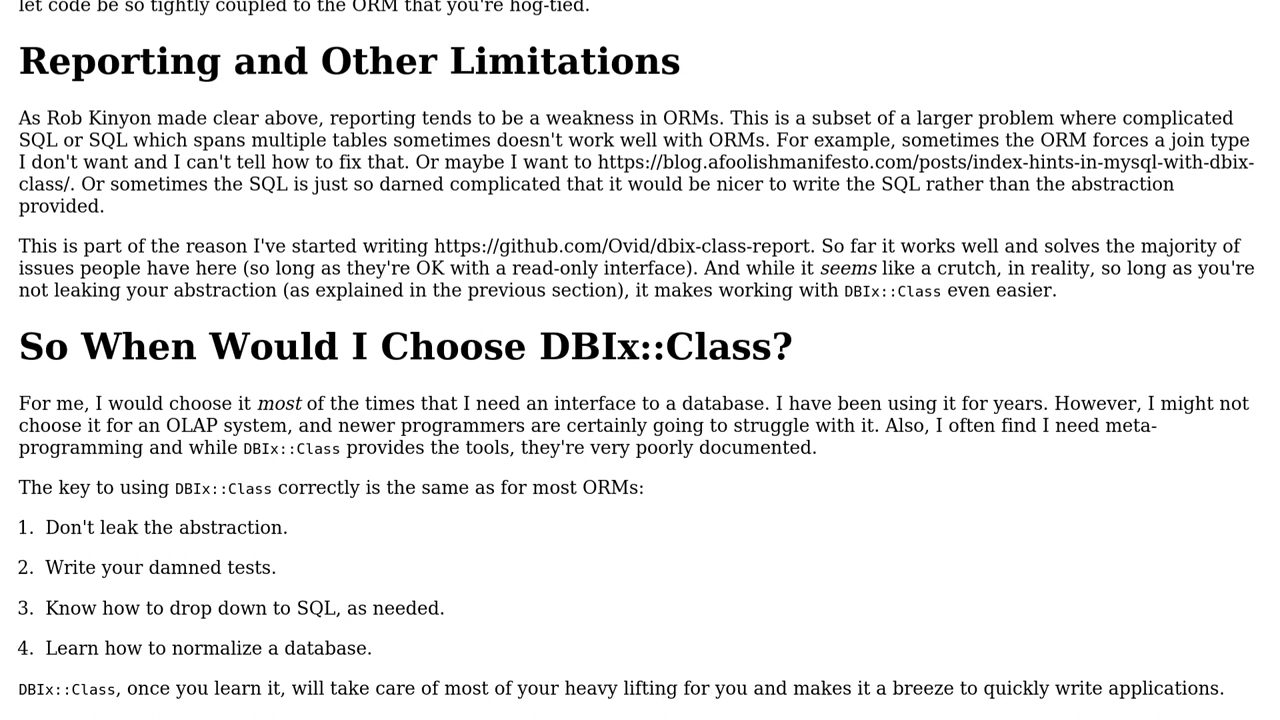 let code be so tightly coupled to the ORM that you're hog-tied.
Reporting and Other Limitations
As Rob Kinyon made clear above, reporting tends to be a weakness in ORMs. This is a subset of a larger problem where complicated
SQL or SQL which spans multiple tables sometimes doesn't work well with ORMs. For example, sometimes the ORM forces a join type
I don't want and I can't tell how to fix that. Or maybe I want to https://blog.afoolishmanifesto.com/posts/index-hints-in-mysql-with-dbix-
class/. Or sometimes the SQL is just so darned complicated that it would be nicer to write the SQL rather than the abstraction
provided.
This is part of the reason I've started writing https://github.com/Ovid/dbix-class-report. So far it works well and solves the majority of
issues people have here (so long as they're OK with a read-only interface). And while it seems like a crutch, in reality, so long as you're
not leaking your abstraction (as explained in the previous section), it makes working with DBIx::Class even easier.
So When Would I Choose DBIx::Class?
For me, I would choose it most of the times that I need an interface to a database. I have been using it for years. However, I might not
choose it for an OLAP system, and newer programmers are certainly going to struggle with it. Also, I often find I need meta-
programming and while DBIx::Class provides the tools, they're very poorly documented.
The key to using DBIx::Class correctly is the same as for most ORMs:
1. Don't leak the abstraction.
2. Write your damned tests.
3. Know how to drop down to SQL, as needed.
4. Learn how to normalize a database.
DBIx::Class, once you learn it, will take care of most of your heavy lifting for you and makes it a breeze to quickly write applications.